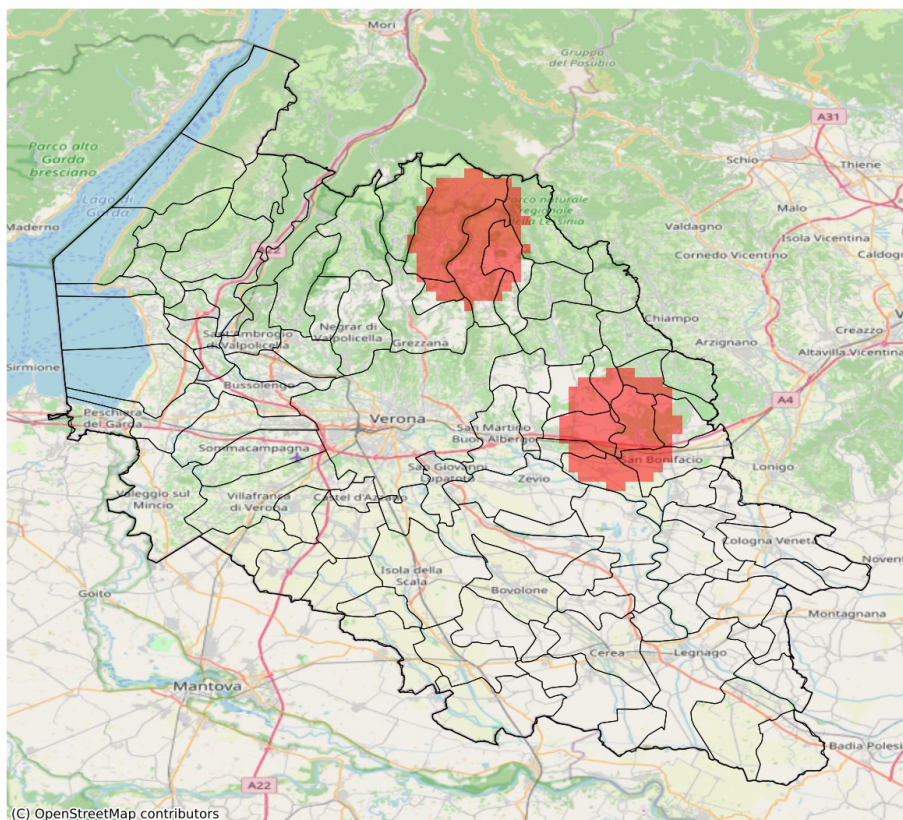 Mori
Gruppo
del Pasubio
A31
Parco alto
Garda
bresciano
Schio
Thiene
Lago di
Garda
Malo
Maderno
Valdagno
Isola Vicentina
A22
Cornedo Vicentino
Caldogn
Chiampo
Creazzo
Sant'Ambrogio
di Valpolicella
Negrar di
Valpolicella
Grezzana
Arzignano
Altavilla Vicentina
Sirmione
Bussolengo
A4
Peschiera
del Garda
Verona
San Martino
Buon Albergo
Sommacampagna
San Bonifacio
Lonigo
San Giovanni
Lupatoto
Zevio
Valeggio sul
Mincio
Villafranca
di Verona
Castel d'Azzano
Cologna Veneta
Isola della
Scala
Bovolone
Goito
Montagnana
Cerea
Legnago
Mantova
Badia Polesi
A22
(C) OpenStreetMap contributors